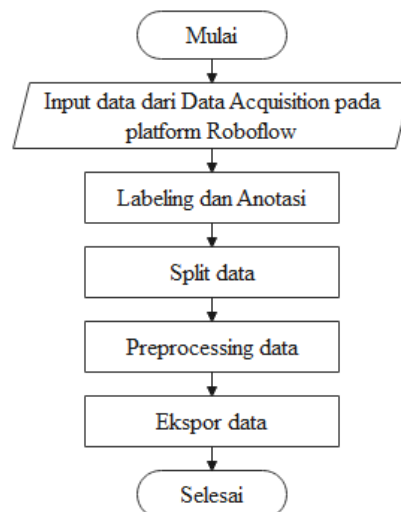 Mulai
Input data dari Data Acquisition pada
platform Roboflow
Labeling dan Anotasi
Split data
Preprocessing data
Ekspor data
Selesai